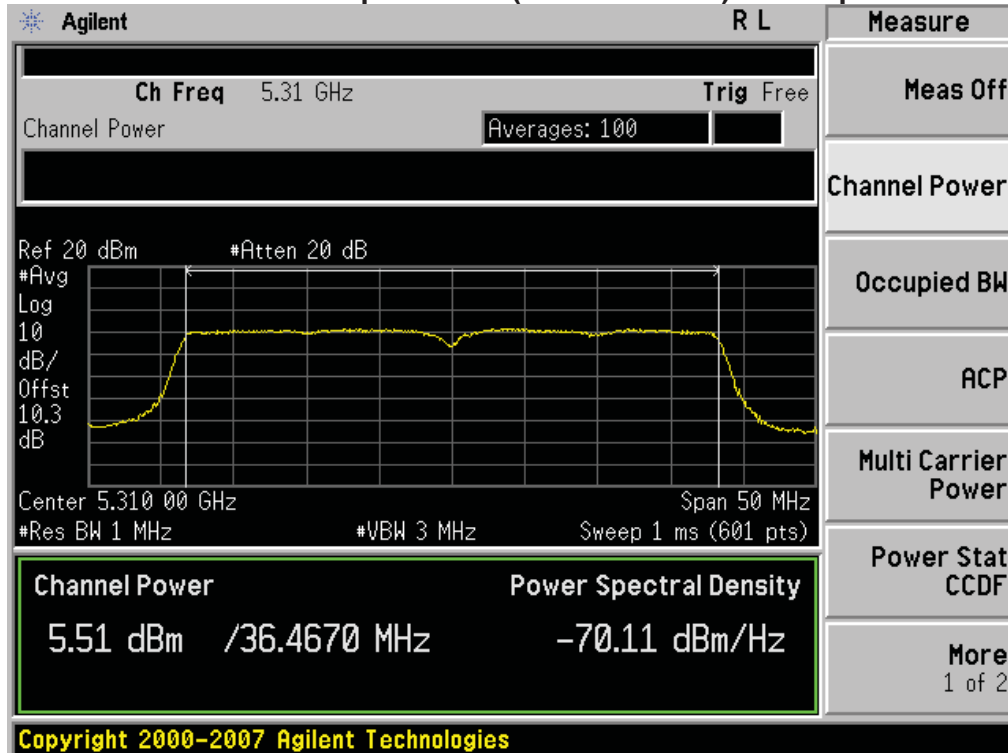 Agilent R L
Ch Freq 5.31 GHz Trig Free
Channel Power Averages: 100
Ref 20 dBm #Atten 20 dB
#Avg
Log
10
dB/
Offst
10.3
dB
Center 5.310 00 GHz Span 50 MHz
#Res BW 1 MHz #VBW 3 MHz Sweep 1 ms (601 pts)
Channel Power Power Spectral Density
5.51 dBm /36.4670 MHz -70.11 dBm/Hz
Measure
Meas Off
Channel Power
Occupied BW
ACP
Multi Carrier
Power
Power Stat
CCDF
More
1 of 2
Copyright 2000-2007 Agilent Technologies